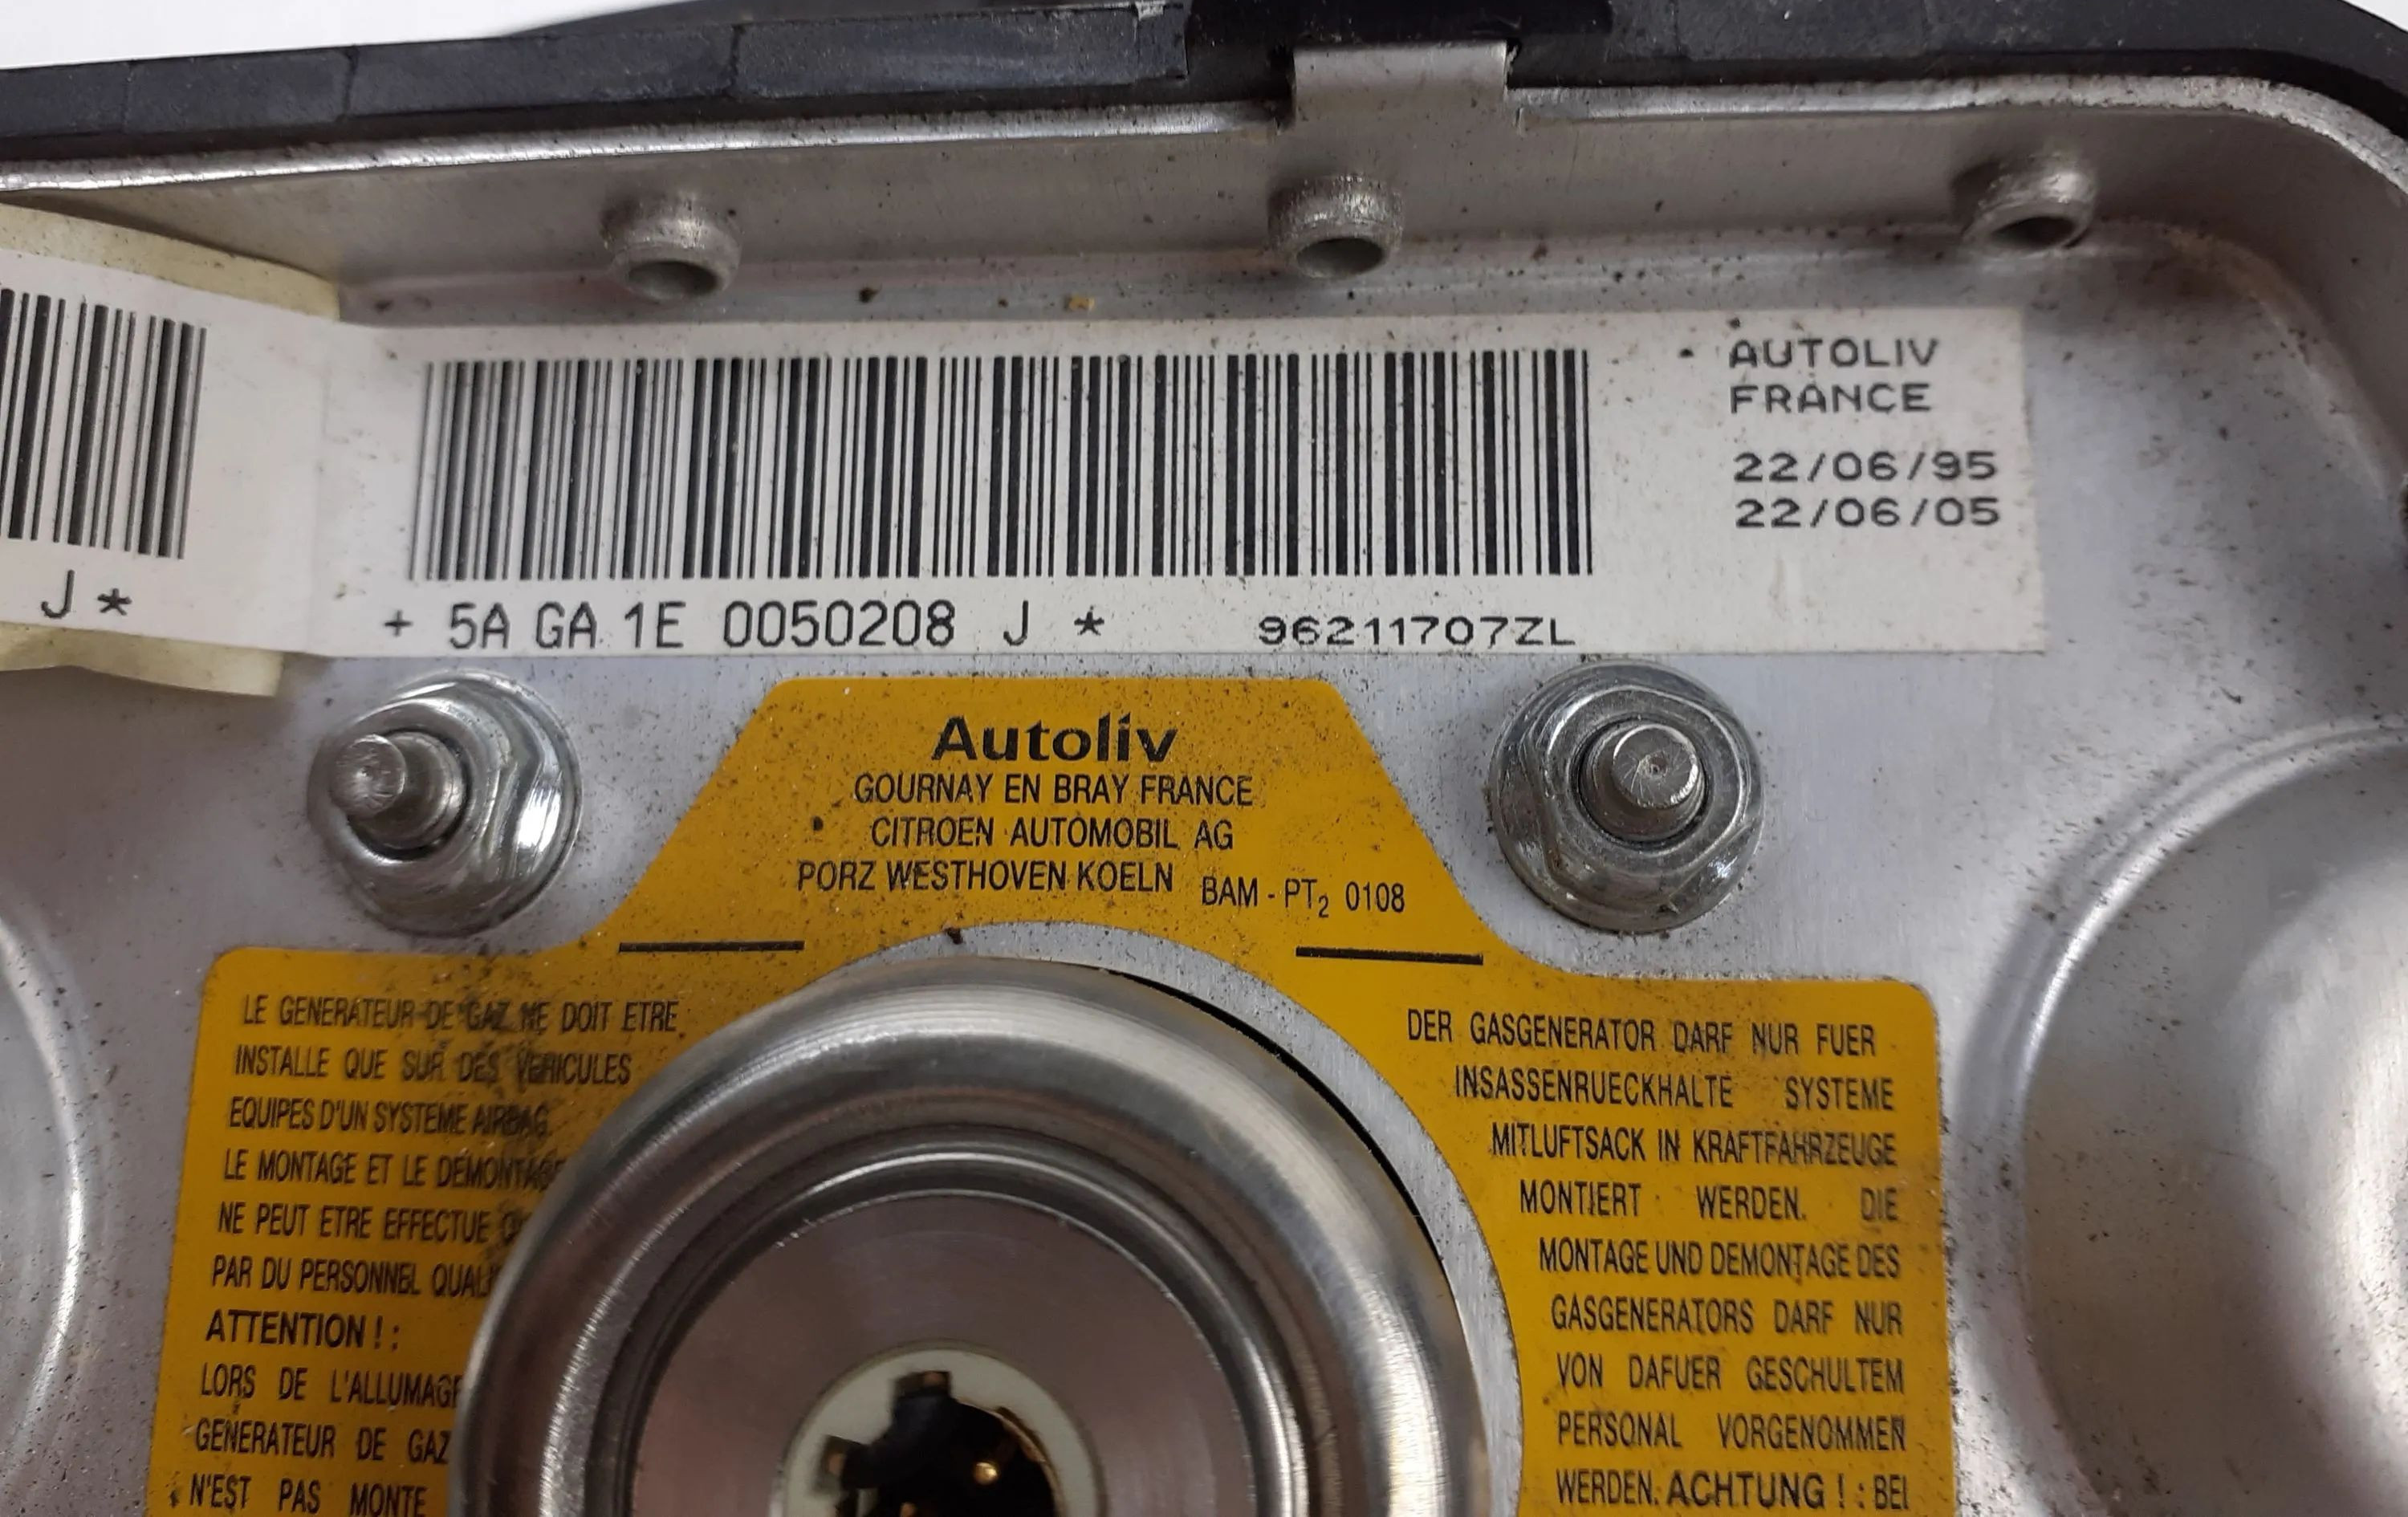 AUTOLIV
FRANCE
22/06/95
22/06/05
J *
+ 5A GA 1E 0050208 J * 96211707ZL
Autoliv
GOURNAY EN BRAY FRANCE
CITROEN AUTOMOBIL AG
PORZ WESTHOVEN KOELN BAM - PT2 0108
LE GENERATEUR DE GAZ NE DOIT ETRE
INSTALLE QUE SUR DES VEHICULES
EQUIPES D'UN SYSTEME AIRBAG.
LE MONTAGE ET LE DEMONTAGE
NE PEUT ETRE EFFECTUE
PAR DU PERSONNEL
ATTENTION ! :
LORS DE L'ALLUMAGE
GENERATEUR DE GAZ
N'EST PAS MONTE
DER GASGENERATOR DARF NUR FUER
INSASSENRUECKHALTE SYSTEME
MITLUFTSACK IN KRAFTFAHRZEUGE
MONTIERT WERDEN. DIE
MONTAGE UND DEMONTAGE DES
GASGENERATORS DARF NUR
VON DAFUER GESCHULTEM
PERSONAL VORGENOMMEN
WERDEN. ACHTUNG ! : BEI